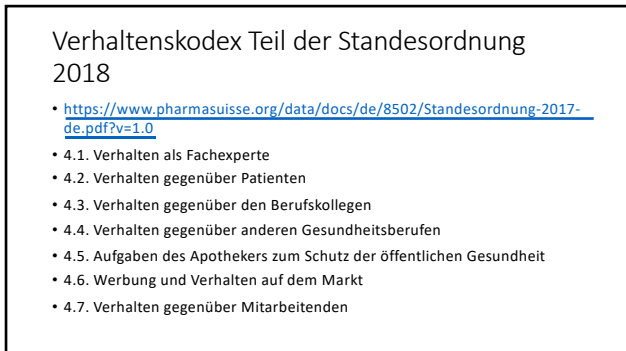 Verhaltenskodex Teil der Standesordnung
2018
• https://www.pharmasuisse.org/data/docs/de/8502/Standesordnung-2017-
de.pdf?v=1.0
• 4.1. Verhalten als Fachexperte
• 4.2. Verhalten gegenüber Patienten
• 4.3. Verhalten gegenüber den Berufskollegen
• 4.4. Verhalten gegenüber anderen Gesundheitsberufen
• 4.5. Aufgaben des Apothekers zum Schutz der öffentlichen Gesundheit
• 4.6. Werbung und Verhalten auf dem Markt
• 4.7. Verhalten gegenüber Mitarbeitenden